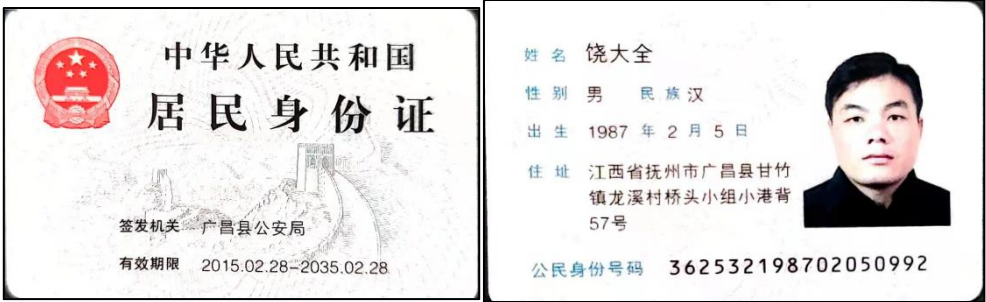 中华人民共和国
居民身份证
签发机关 广昌县公安局
有效期限 2015.02.28-2035.02.28
姓名 饶大全
性别 男 民族 汉
出生 1987 年 2 月 5 日
住址 江西省抚州市广昌县甘竹
镇龙溪村桥头小组小港背
57号
公民身份号码 362532198702050992